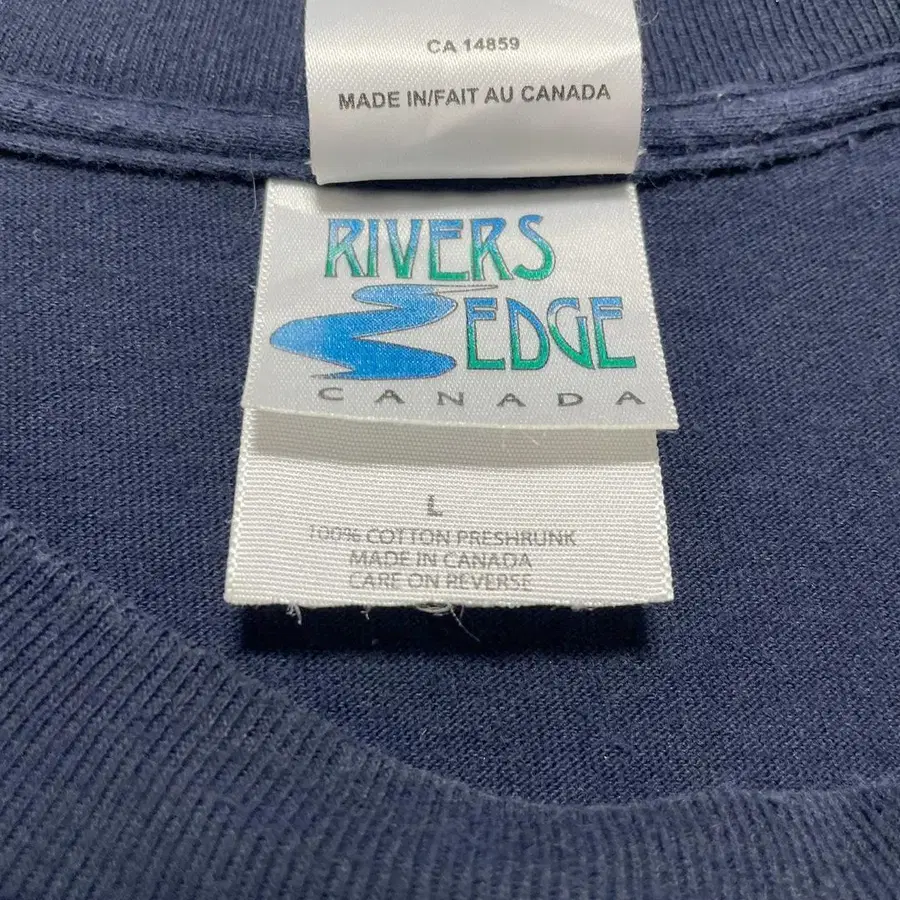 CA 14859
MADE IN/FAIT AU CANADA
RIVERS
EDGE
CANADA
L
100% COTTON PRESHRUNK
MADE IN CANADA
CARE ON REVERSE